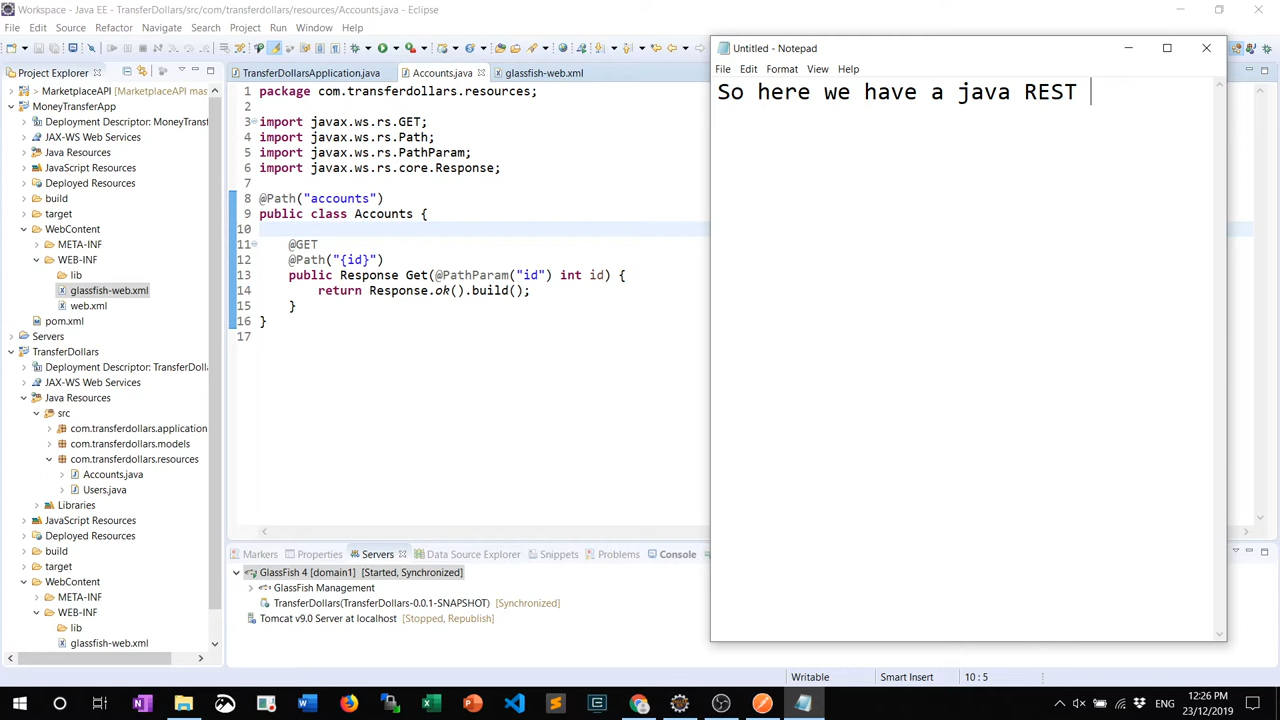 Workspace - Java EE - TransferDollars/src/com/transferdollars/resources/Accounts.java - Eclipse
File Edit Source Refactor Navigate Search Project Run Window Help
Project Explorer
MarketplaceAPI [MarketplaceAPI mas
MoneyTransferApp
Deployment Descriptor: MoneyTransf
JAX-WS Web Services
Java Resources
JavaScript Resources
Deployed Resources
build
target
WebContent
META-INF
WEB-INF
lib
glassfish-web.xml
web.xml
pom.xml
Servers
TransferDollars
Deployment Descriptor: TransferDoll
JAX-WS Web Services
Java Resources
src
com.transferdollars.application
com.transferdollars.models
com.transferdollars.resources
Accounts.java
Users.java
Libraries
JavaScript Resources
Deployed Resources
build
target
WebContent
META-INF
WEB-INF
lib
glassfish-web.xml
TransferDollarsApplication.java Accounts.java glassfish-web.xml
1 package com.transferdollars.resources;
2
3 import javax.ws.rs.GET;
4 import javax.ws.rs.Path;
5 import javax.ws.rs.PathParam;
6 import javax.ws.rs.core.Response;
7
8 @Path("accounts")
9 public class Accounts {
10
11 @GET
12 @Path("{id}")
13 public Response Get(@PathParam("id") int id) {
14 return Response.ok().build();
15 }
16 }
17
Markers Properties Servers Data Source Explorer Snippets Problems Console
GlassFish 4 [domain1] [Started, Synchronized]
GlassFish Management
TransferDollars(TransferDollars-0.0.1-SNAPSHOT) [Synchronized]
Tomcat v9.0 Server at localhost [Stopped, Republish]
Untitled - Notepad
File Edit Format View Help
So here we have a java REST
Writable Smart Insert 10 : 5
ENG
12:26 PM
23/12/2019